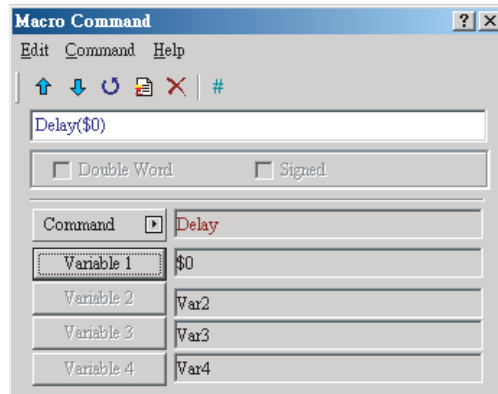 Macro Command ? ×
Edit Command Help
#
Delay($0)
Double Word Signed
Command Delay
Variable 1 $0
Variable 2 Var2
Variable 3 Var3
Variable 4 Var4